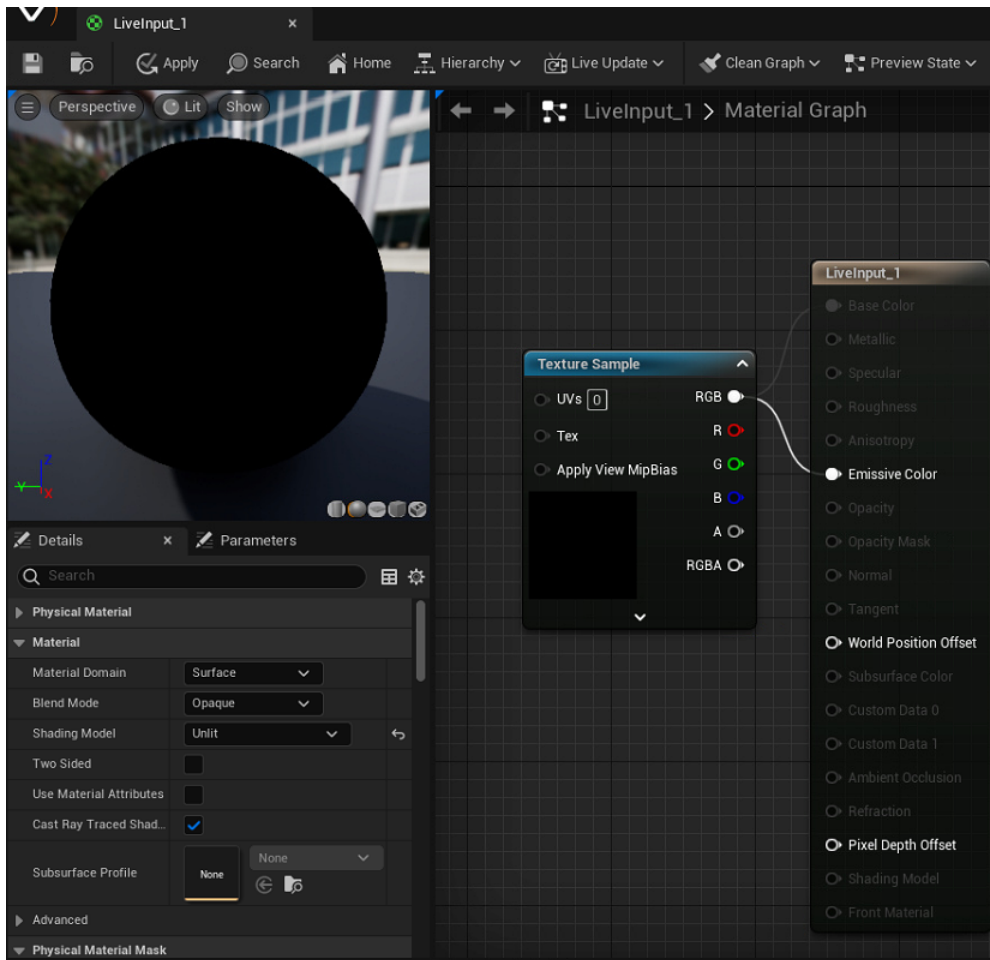 LiveInput_1
Apply Search Home Hierarchy Live Update Clean Graph Preview State
Perspective Lit Show
LiveInput_1 > Material Graph
Z
Y
X
LiveInput_1
Base Color
Metallic
Specular
Roughness
Anisotropy
Emissive Color
Opacity
Opacity Mask
Normal
Tangent
World Position Offset
Subsurface Color
Custom Data 0
Custom Data 1
Ambient Occlusion
Refraction
Pixel Depth Offset
Shading Model
Front Material
Texture Sample
UVs 0 RGB
Tex R
Apply View MipBias G
B
A
RGBA
Details Parameters
Search
Physical Material
Material
Material Domain Surface
Blend Mode Opaque
Shading Model Unlit
Two Sided
Use Material Attributes
Cast Ray Traced Shad...
Subsurface Profile None None
Advanced
Physical Material Mask